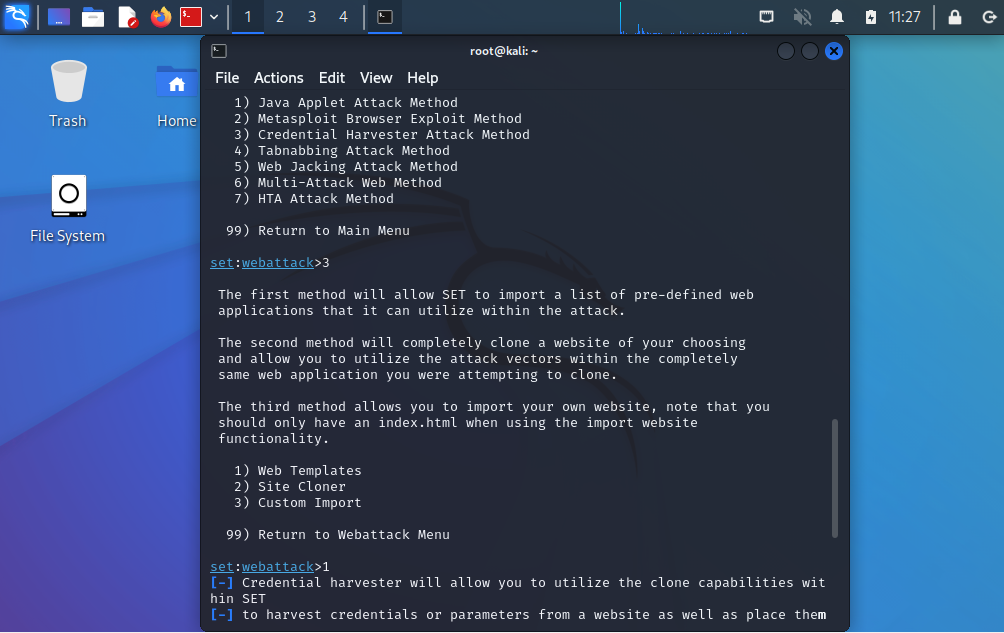 1 2 3 4 11:27
root@kali: ~
File Actions Edit View Help
Trash
Home
File System
1) Java Applet Attack Method
2) Metasploit Browser Exploit Method
3) Credential Harvester Attack Method
4) Tabnabbing Attack Method
5) Web Jacking Attack Method
6) Multi-Attack Web Method
7) HTA Attack Method
99) Return to Main Menu
set:webattack>3
The first method will allow SET to import a list of pre-defined web
applications that it can utilize within the attack.
The second method will completely clone a website of your choosing
and allow you to utilize the attack vectors within the completely
same web application you were attempting to clone.
The third method allows you to import your own website, note that you
should only have an index.html when using the import website
functionality.
1) Web Templates
2) Site Cloner
3) Custom Import
99) Return to Webattack Menu
set:webattack>1
[-] Credential harvester will allow you to utilize the clone capabilities wit
hin SET
[-] to harvest credentials or parameters from a website as well as place them